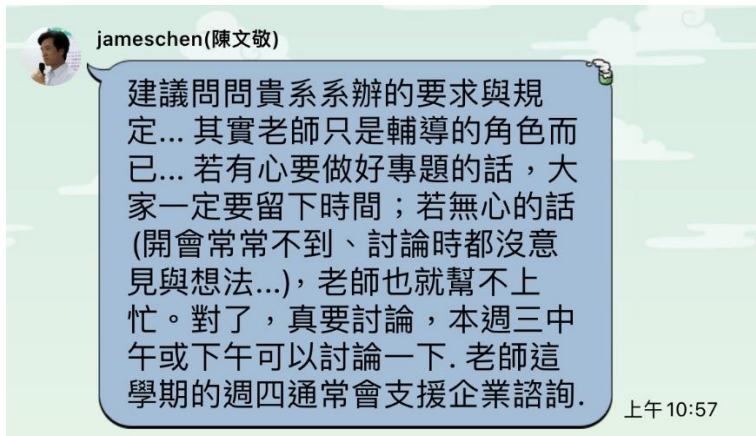 jameschen(陳文敬)
建議問問貴系系辦的要求與規
定... 其實老師只是輔導的角色而
已... 若有心要做好專題的話，大
家一定要留下時間；若無心的話
(開會常常不到、討論時都沒意
見與想法...)，老師也就幫不上
忙。對了，真要討論，本週三中
午或下午可以討論一下. 老師這
學期的週四通常會支援企業諮詢.
上午10:57